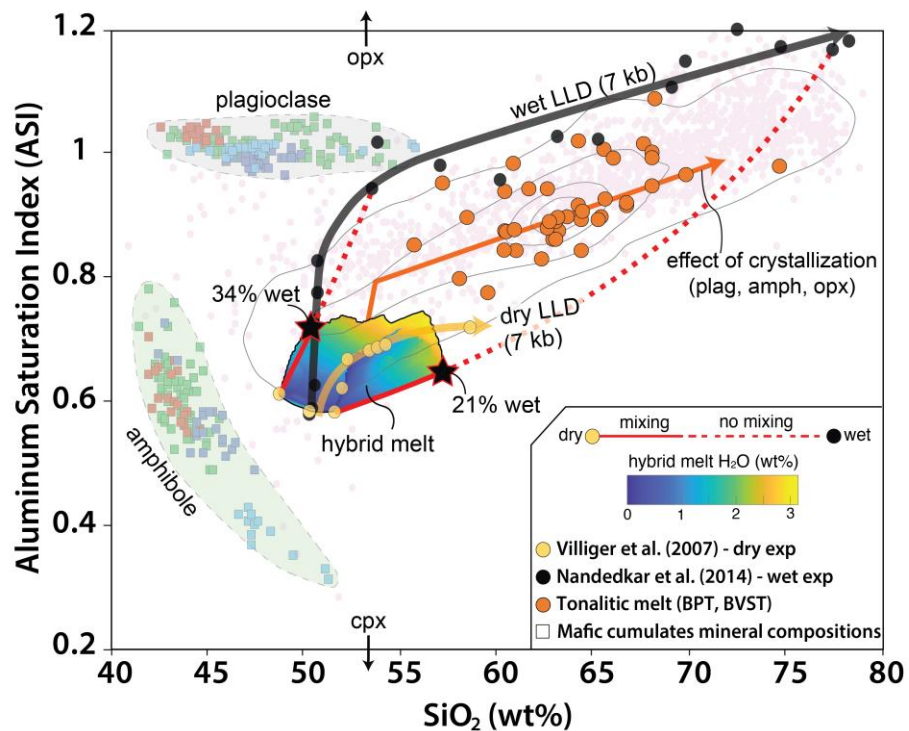 1.2
1
0.8
0.6
0.4
0.2
Aluminum Saturation Index (ASI)
40
45
50
55
60
65
70
75
80
SiO₂ (wt%)
opx
plagioclase
wet LLD (7 kb)
34% wet
effect of crystallization
(plag, amph, opx)
dry LLD
(7 kb)
21% wet
hybrid melt
amphibole
cpx
mixing
no mixing
dry
wet
hybrid melt H₂O (wt%)
0
1
2
3
Villiger et al. (2007) - dry exp
Nandedkar et al. (2014) - wet exp
Tonalitic melt (BPT, BVST)
Mafic cumulates mineral compositions